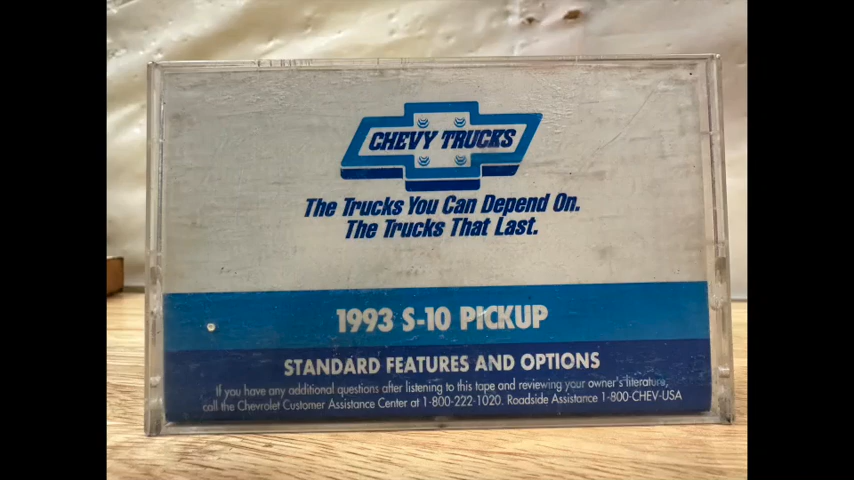 CHEVY TRUCKS
The Trucks You Can Depend On.
The Trucks That Last.
1993 S-10 PICKUP
STANDARD FEATURES AND OPTIONS
If you have any additional questions after listening to this tape and reviewing your owner's literature,
call the Chevrolet Customer Assistance Center at 1-800-222-1020. Roadside Assistance 1-800-CHEV-USA